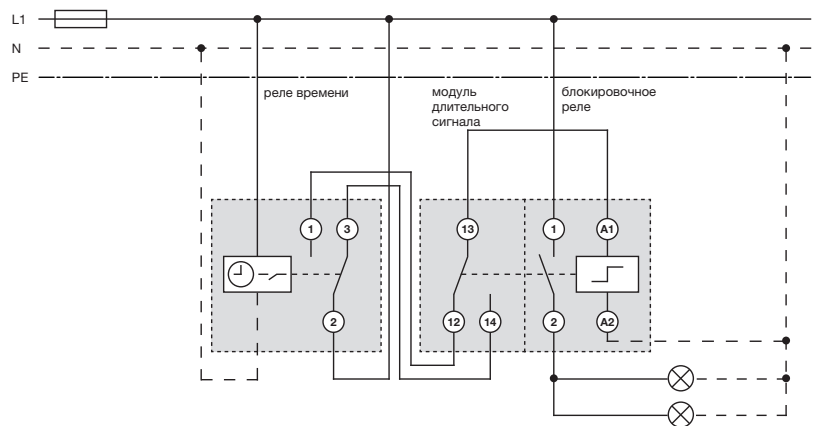 L1
N
PE
реле времени
модуль
длительного
сигнала
блокировочное
реле
1
3
13
1
A1
2
12
14
2
A2